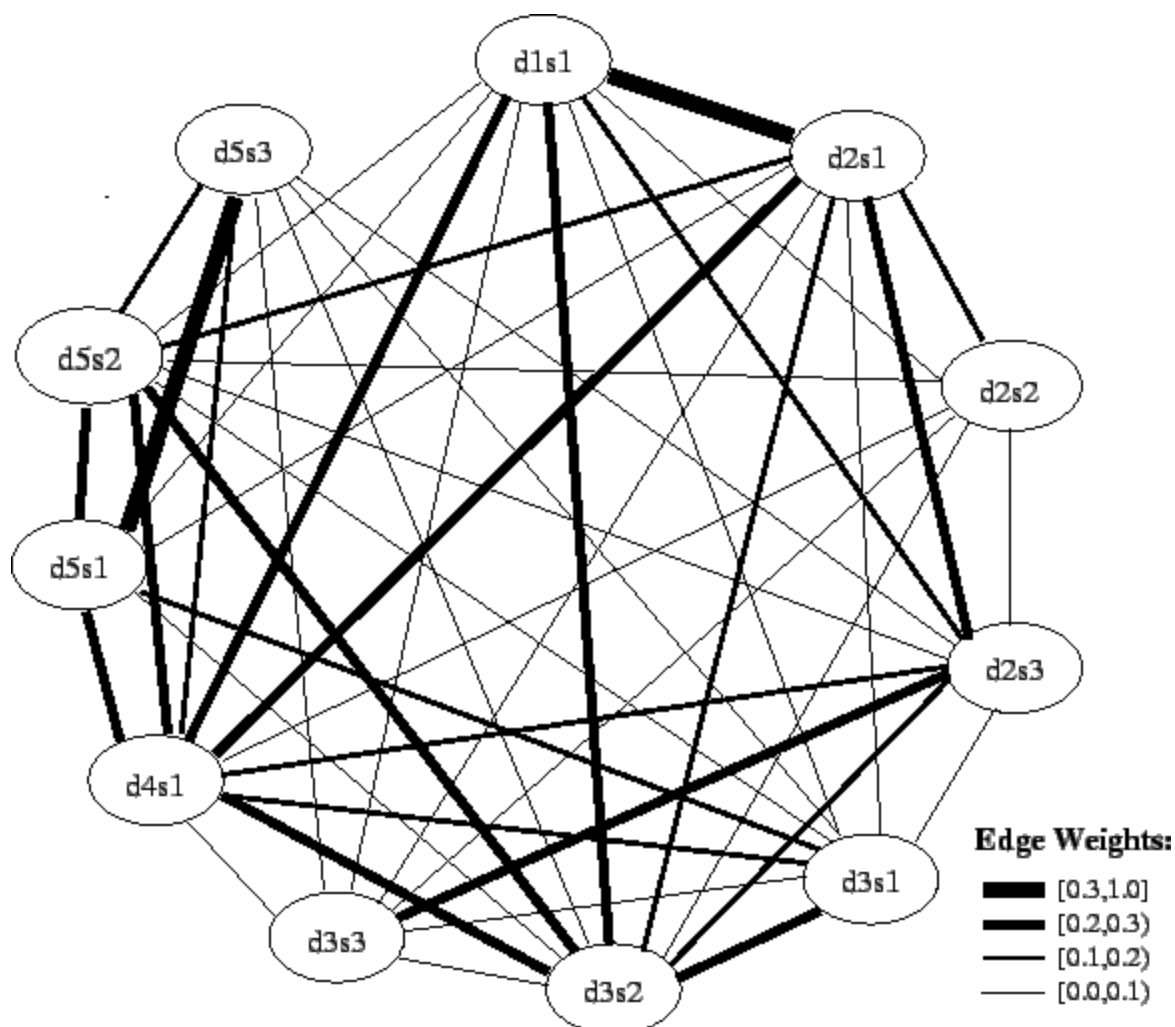 d1s1
d5s3
d2s1
d5s2
d2s2
d5s1
d2s3
d4s1
d3s1
d3s3
d3s2
Edge Weights:
[0.3,1.0]
[0.2,0.3)
[0.1,0.2)
[0.0,0.1)